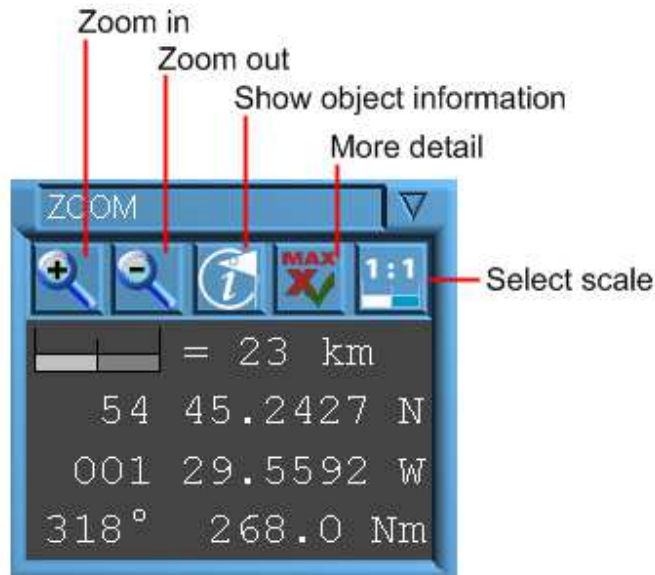 Zoom in
Zoom out
Show object information
More detail
ZOOM
+
-
i
MAX
X
1:1
Select scale
= 23 km
54 45.2427 N
001 29.5592 W
318° 268.0 Nm